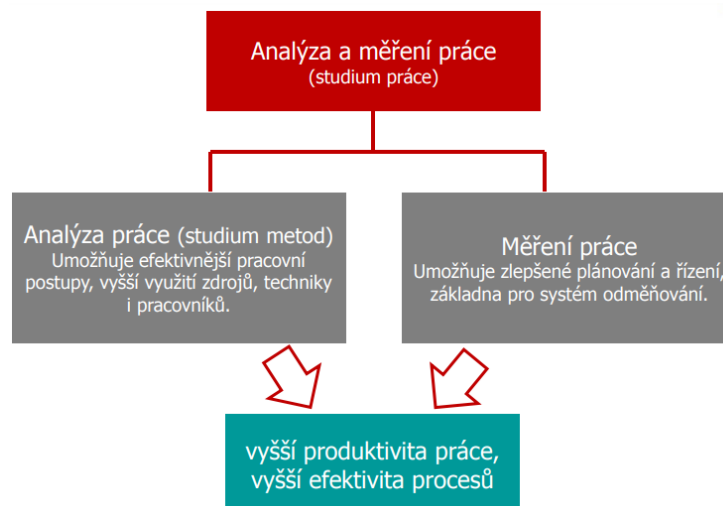 Analýza a měření práce
(studium práce)
Analýza práce (studium metod)
Umožňuje efektivnější pracovní
postupy, vyšší využití zdrojů, techniky
i pracovníků.
Měření práce
Umožňuje zlepšené plánování a řízení,
základna pro systém odměňování.
vyšší produktivita práce,
vyšší efektivita procesů